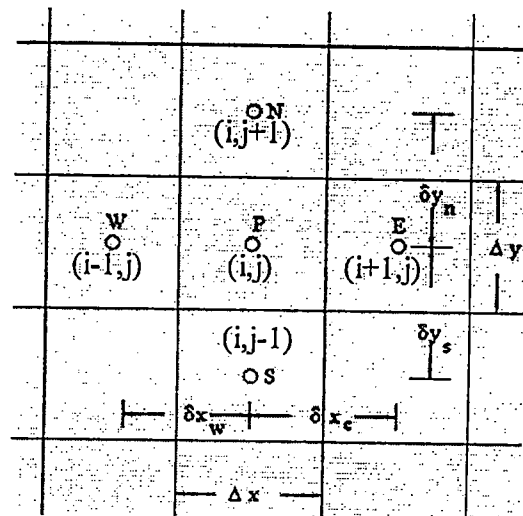 N
(i,j+1)
δy_n
W P E
(i-1,j) (i,j) (i+1,j)
Δy
(i,j-1)
δy_s
S
δx_w δx_e
Δx